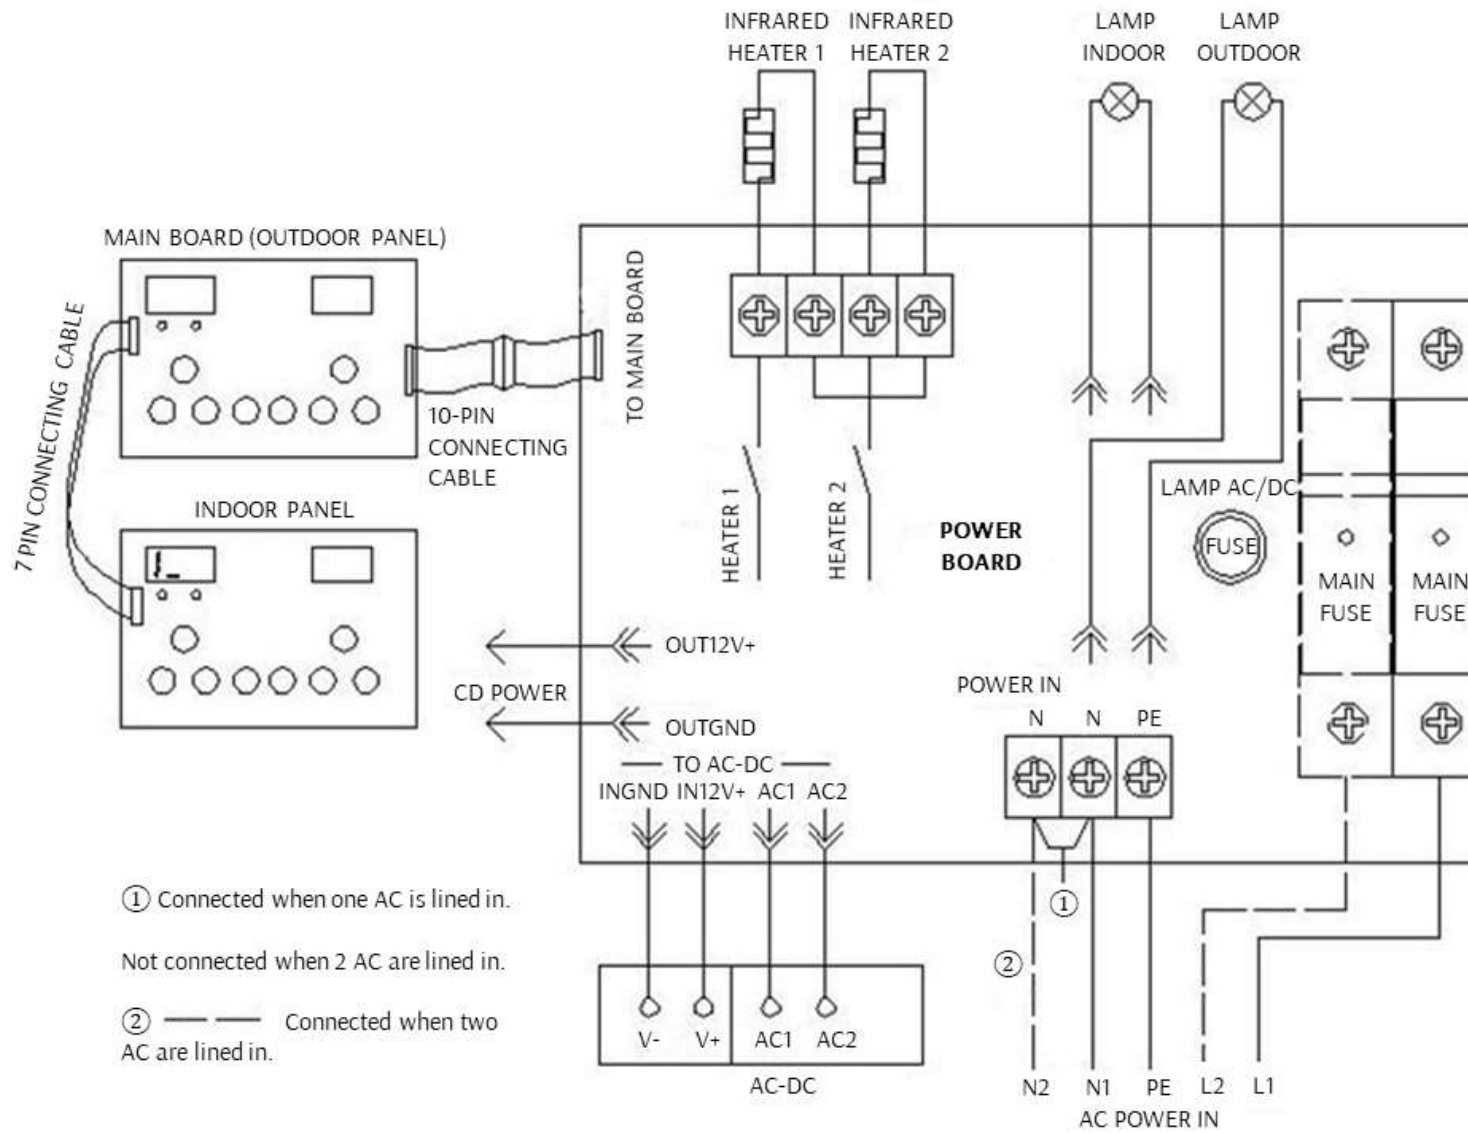 INFRARED
HEATER 1
INFRARED
HEATER 2
LAMP
INDOOR
LAMP
OUTDOOR
MAIN BOARD (OUTDOOR PANEL)
7 PIN CONNECTING CABLE
10-PIN
CONNECTING
CABLE
TO MAIN BOARD
INDOOR PANEL
HEATER 1
HEATER 2
POWER
BOARD
LAMP AC/DC
FUSE
MAIN
FUSE
MAIN
FUSE
OUT12V+
CD POWER
OUTGND
TO AC-DC
INGND IN12V+ AC1 AC2
POWER IN
N N PE
① Connected when one AC is lined in.
Not connected when 2 AC are lined in.
② — — Connected when two
AC are lined in.
①
②
V- V+ AC1 AC2
AC-DC
N2 N1 PE L2 L1
AC POWER IN